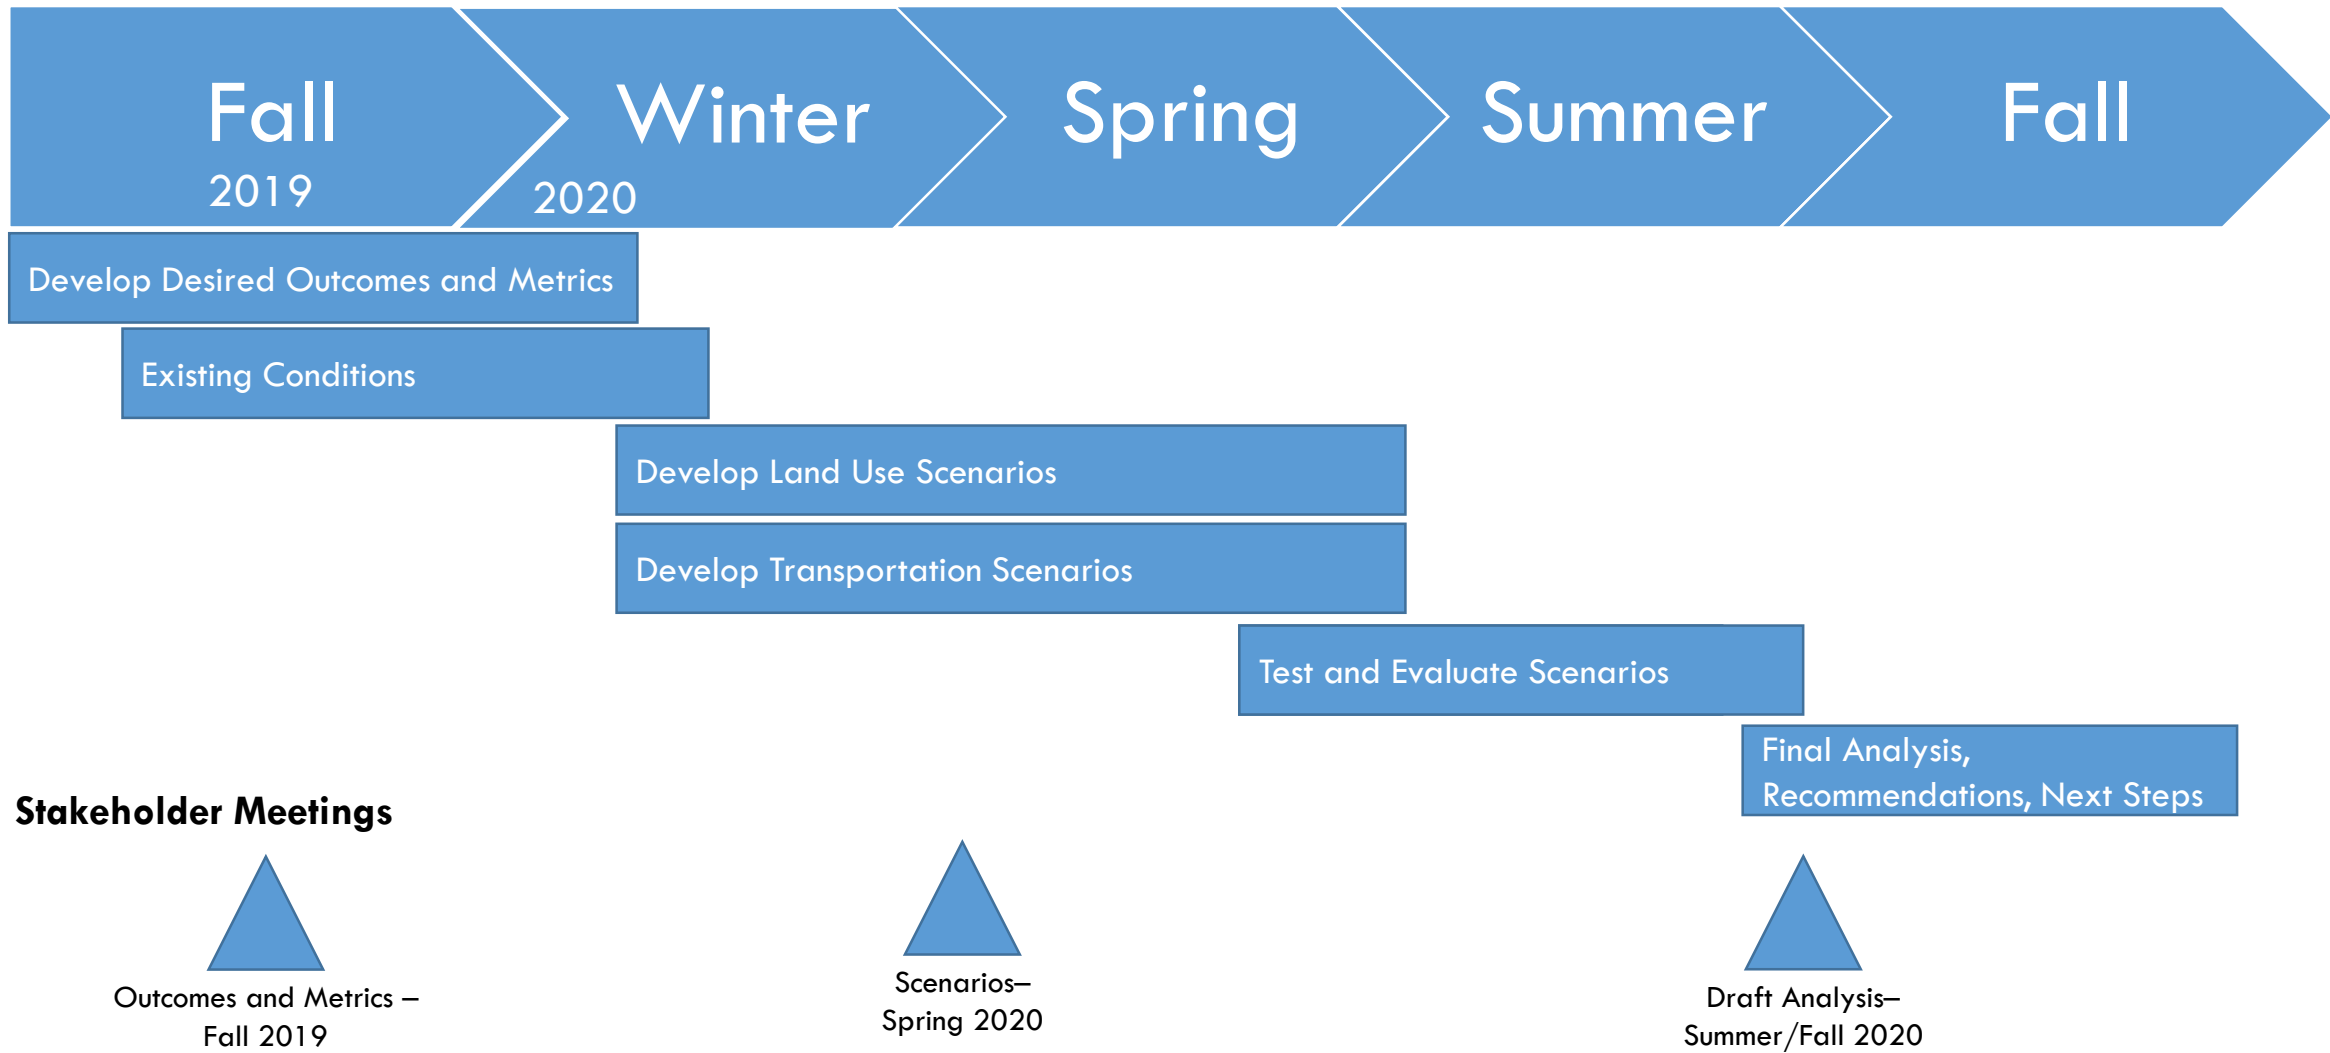 Fall
2019
Winter
2020
Spring
Summer
Fall
Develop Desired Outcomes and Metrics
Existing Conditions
Develop Land Use Scenarios
Develop Transportation Scenarios
Test and Evaluate Scenarios
Final Analysis,
Recommendations, Next Steps
Stakeholder Meetings
Outcomes and Metrics –
Fall 2019
Scenarios–
Spring 2020
Draft Analysis–
Summer/Fall 2020